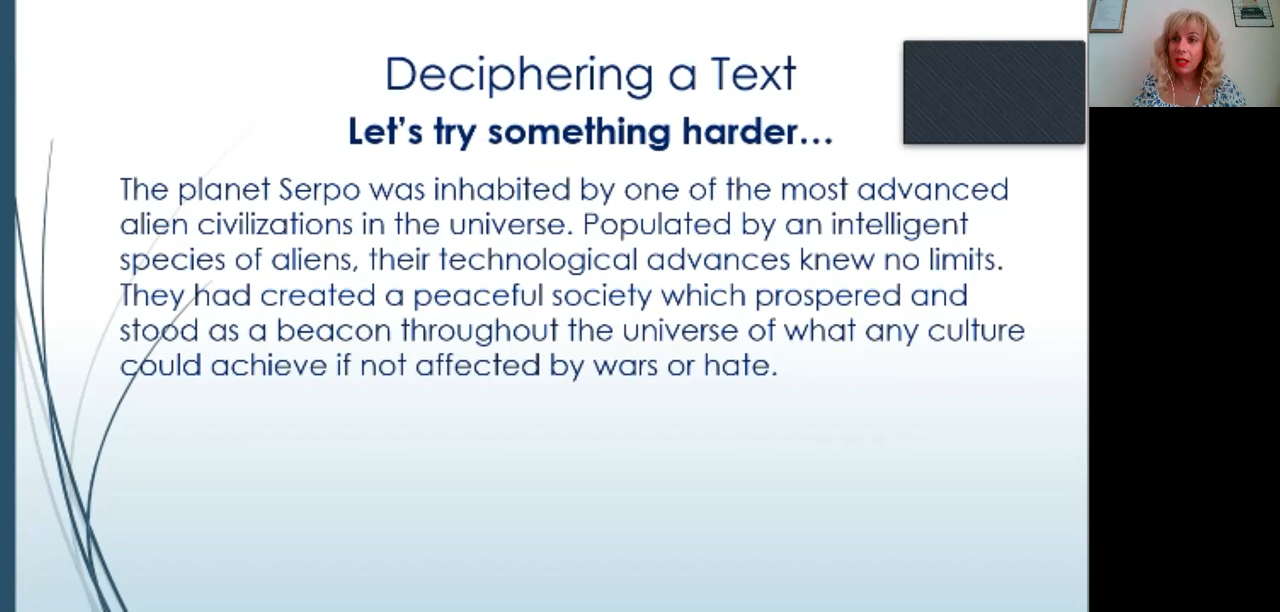 Deciphering a Text
Let's try something harder...
The planet Serpo was inhabited by one of the most advanced
alien civilizations in the universe. Populated by an intelligent
species of aliens, their technological advances knew no limits.
They had created a peaceful society which prospered and
stood as a beacon throughout the universe of what any culture
could achieve if not affected by wars or hate.